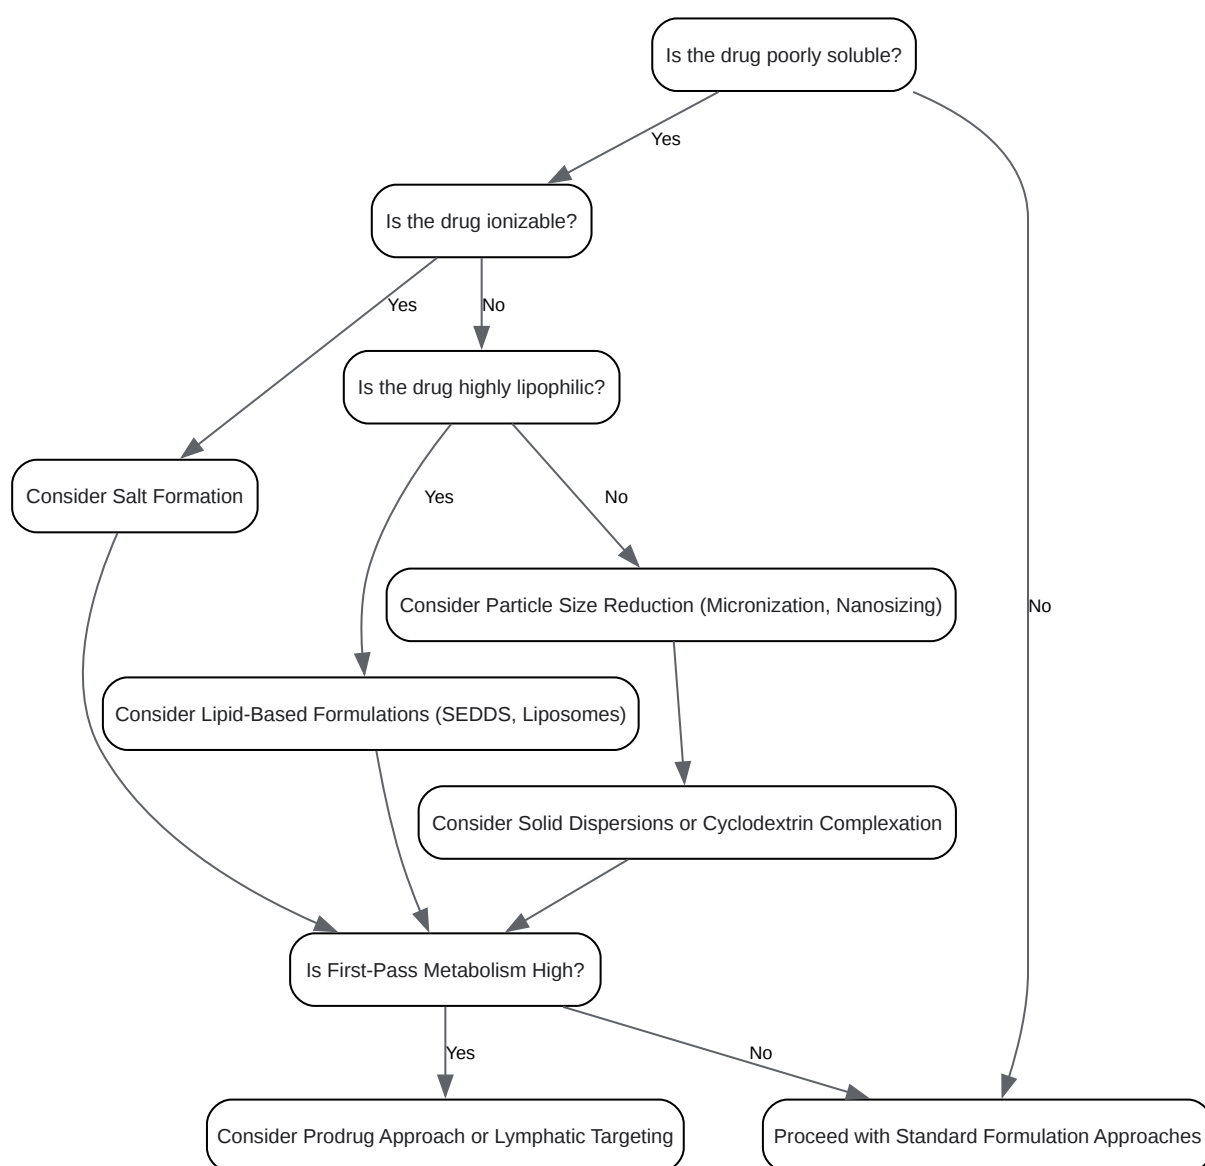 Is the drug poorly soluble?
Yes
Is the drug ionizable?
Yes
No
Is the drug highly lipophilic?
Consider Salt Formation
Yes
No
Consider Particle Size Reduction (Micronization, Nanosizing)
No
Consider Lipid-Based Formulations (SEDDS, Liposomes)
Consider Solid Dispersions or Cyclodextrin Complexation
Is First-Pass Metabolism High?
Yes
No
Consider Prodrug Approach or Lymphatic Targeting
Proceed with Standard Formulation Approaches